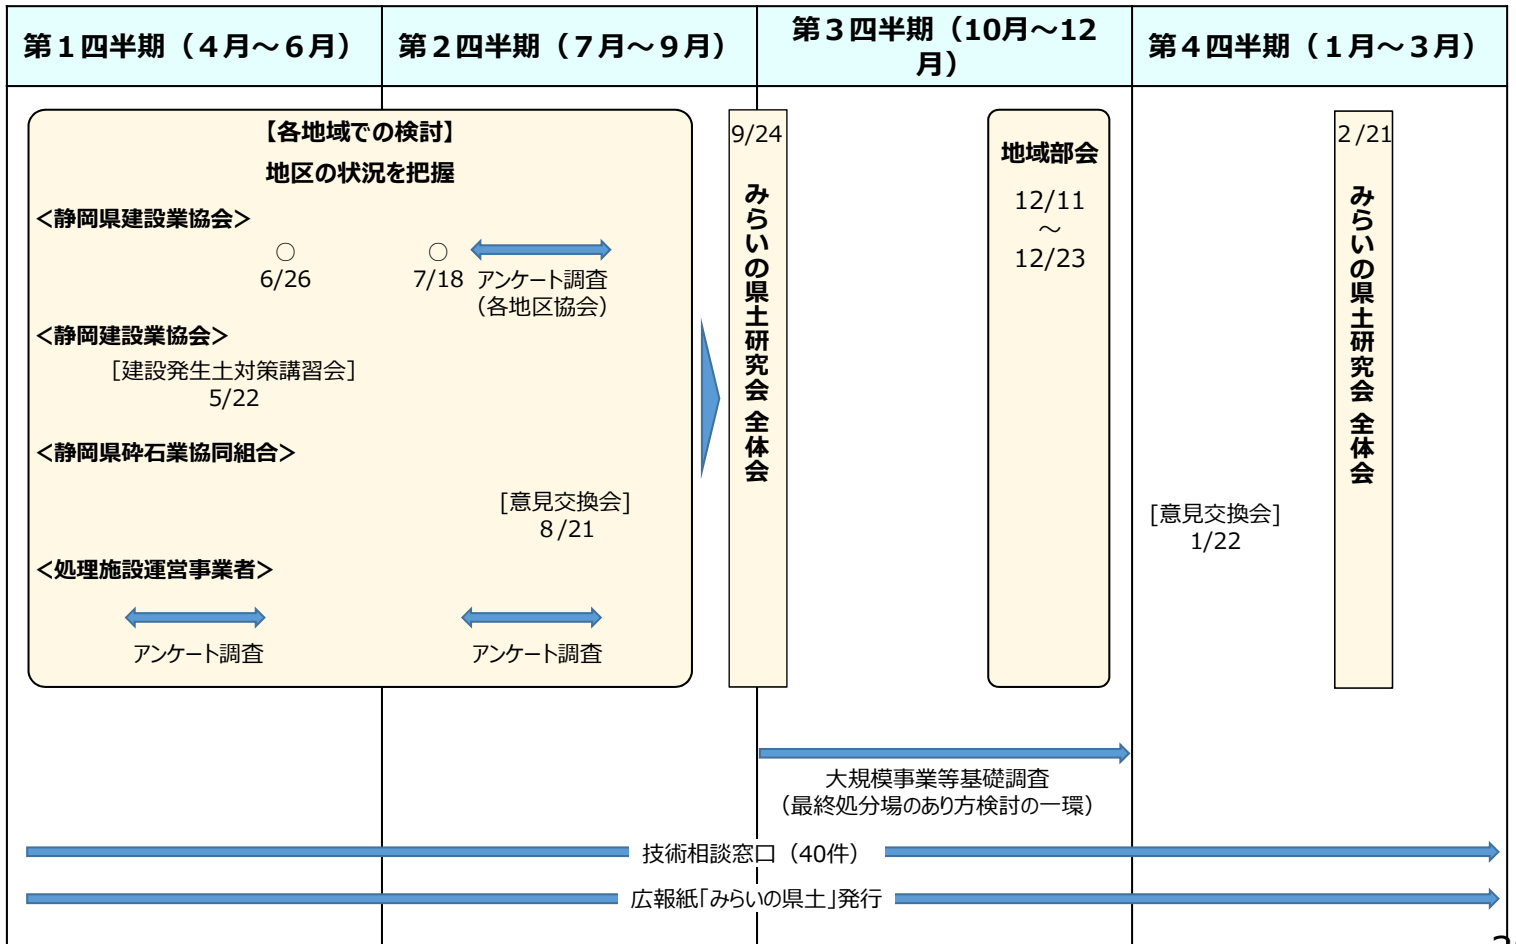 第１四半期（４月～６月）
第２四半期（７月～９月）
第３四半期（10月～12
月）
第４四半期（１月～３月）
【各地域での検討】
地区の状況を把握
＜静岡県建設業協会＞
○
6/26
○
7/18
アンケート調査
（各地区協会）
＜静岡建設業協会＞
［建設発生土対策講習会］
5/22
＜静岡県砕石業協同組合＞
［意見交換会］
８/21
＜処理施設運営事業者＞
アンケート調査
アンケート調査
9/24
みらいの県土研究会 全体会
地域部会
12/11
～
12/23
［意見交換会］
1/22
２/21
みらいの県土研究会 全体会
大規模事業等基礎調査
（最終処分場のあり方検討の一環）
技術相談窓口（40件）
広報紙「みらいの県土」発行